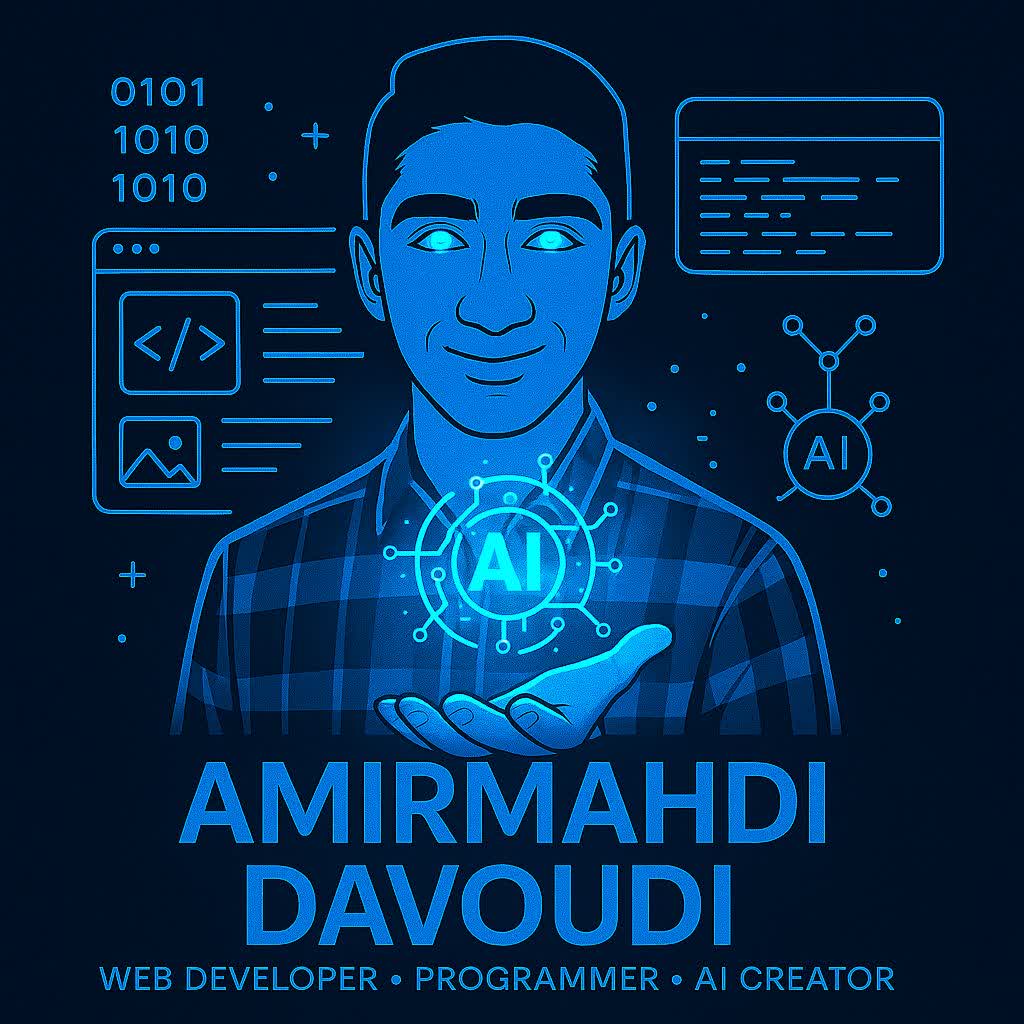 0101
1010
1010
</>
AI
AI
AMIRMAHDI
DAVOUDI
WEB DEVELOPER • PROGRAMMER • AI CREATOR